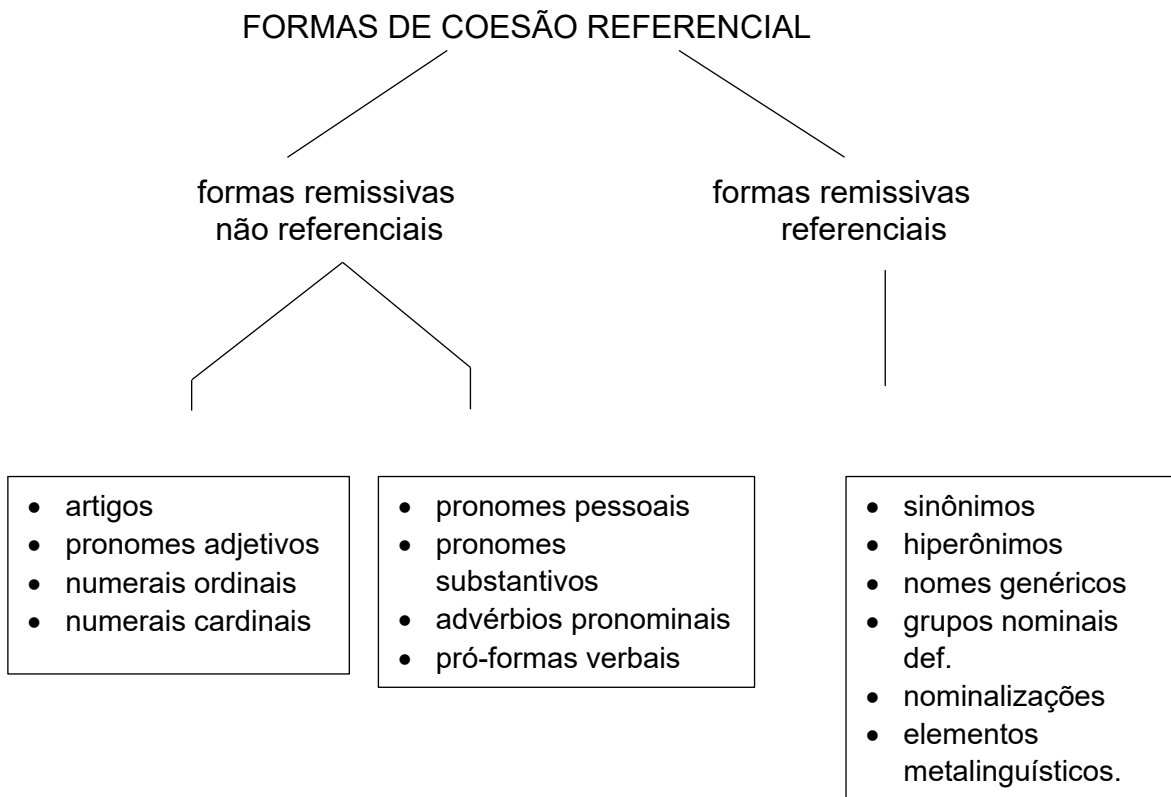 FORMAS DE COESÃO REFERENCIAL
formas remissivas
não referenciais
formas remissivas
referenciais
• artigos
• pronomes adjetivos
• numerais ordinais
• numerais cardinais
• pronomes pessoais
• pronomes
substantivos
• advérbios pronominais
• pró-formas verbais
• sinônimos
• hiperônimos
• nomes genéricos
• grupos nominais
def.
• nominalizações
• elementos
metalinguísticos.